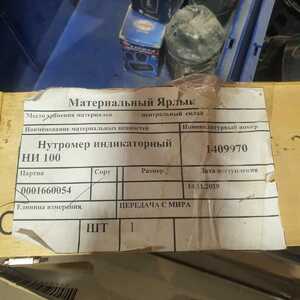 Материальный Ярлык
Место хранения материалов центральный склад
Наименование материальных ценностей Номенклатурный номер
Нутромер индикаторный 1409970
НИ 100
Партия Сорт Размер Дата поступления
0001660054 14.11.2019
Единица измерения ПЕРЕДАЧА С МИРА
ШТ 1